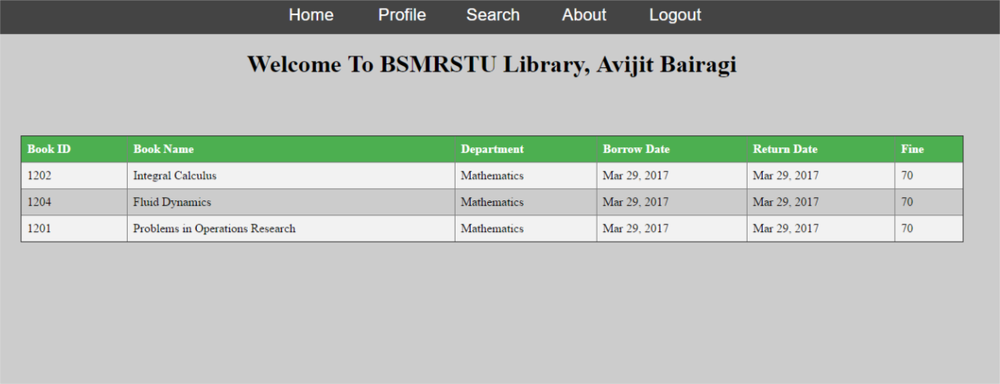 Home Profile Search About Logout
Welcome To BSMRSTU Library, Avijit Bairagi
Book ID Book Name Department Borrow Date Return Date Fine
1202 Integral Calculus Mathematics Mar 29, 2017 Mar 29, 2017 70
1204 Fluid Dynamics Mathematics Mar 29, 2017 Mar 29, 2017 70
1201 Problems in Operations Research Mathematics Mar 29, 2017 Mar 29, 2017 70